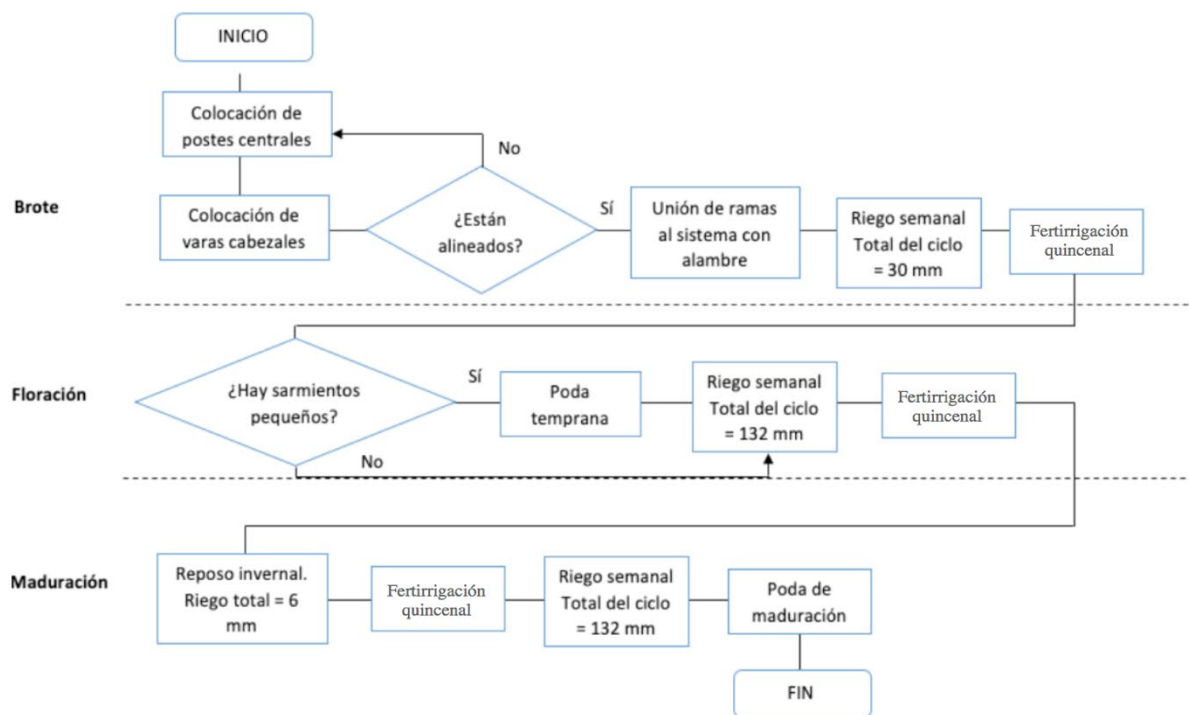 INICIO
Colocación de
postes centrales
No
Brote
Colocación de
varas cabezales
¿Están
alineados?
Sí
Unión de ramas
al sistema con
alambre
Riego semanal
Total del ciclo
= 30 mm
Fertirrigación
quincenal
Floración
¿Hay sarmientos
pequeños?
Sí
No
Poda
temprana
Riego semanal
Total del ciclo
= 132 mm
Fertirrigación
quincenal
Maduración
Reposo invernal.
Riego total = 6
mm
Fertirrigación
quincenal
Riego semanal
Total del ciclo
= 132 mm
Poda de
maduración
FIN